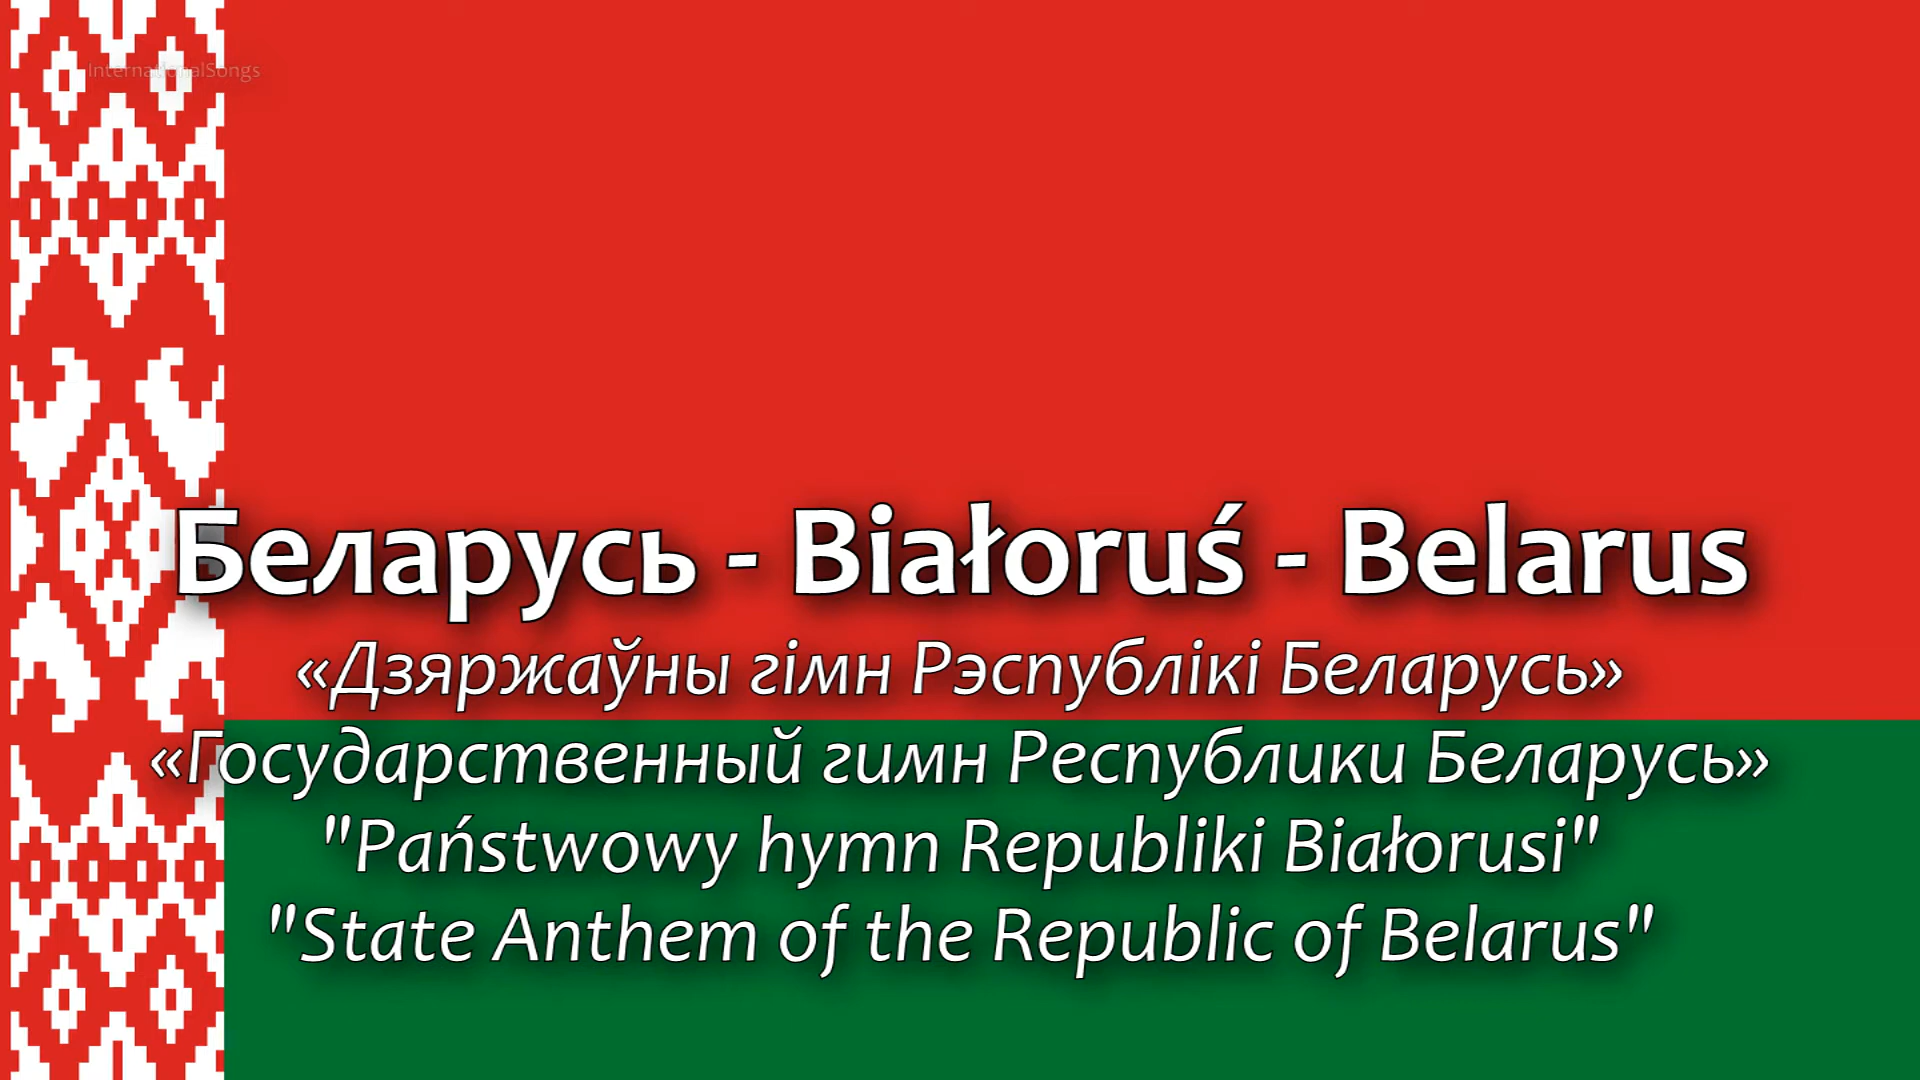 InternationalSongs
Беларусь - Białoruś - Belarus
«Дзяржаўны гімн Рэспублікі Беларусь»
«Государственный гимн Республики Беларусь»
"Państwowy hymn Republiki Białorusi"
"State Anthem of the Republic of Belarus"